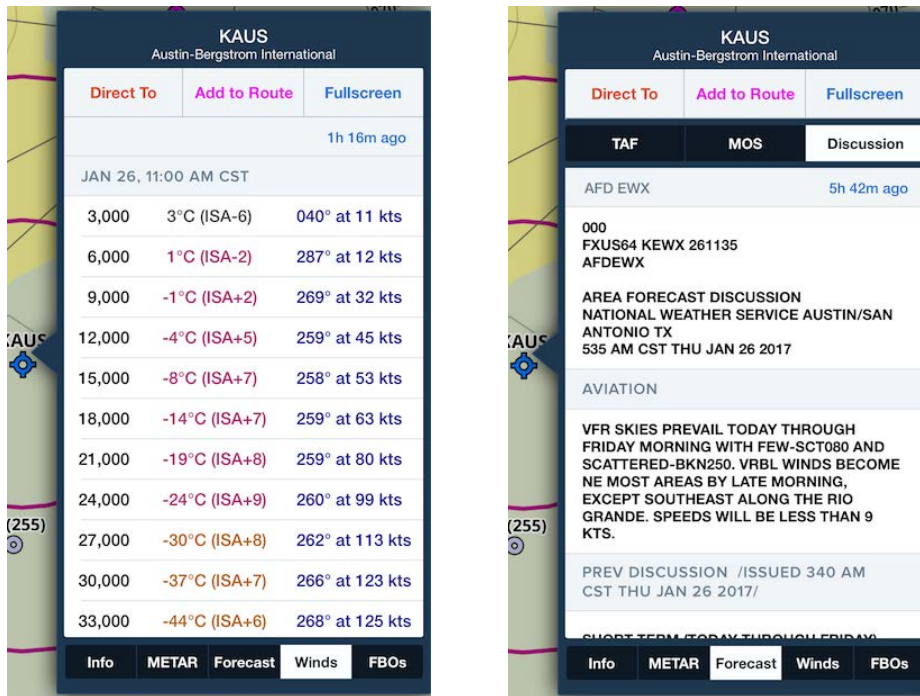 KAUS
Austin-Bergstrom International
Direct To Add to Route Fullscreen
1h 16m ago
JAN 26, 11:00 AM CST
3,000 3°C (ISA-6) 040° at 11 kts
6,000 1°C (ISA-2) 287° at 12 kts
9,000 -1°C (ISA+2) 269° at 32 kts
12,000 -4°C (ISA+5) 259° at 45 kts
15,000 -8°C (ISA+7) 258° at 53 kts
18,000 -14°C (ISA+7) 259° at 63 kts
21,000 -19°C (ISA+8) 259° at 80 kts
24,000 -24°C (ISA+9) 260° at 99 kts
27,000 -30°C (ISA+8) 262° at 113 kts
30,000 -37°C (ISA+7) 266° at 123 kts
33,000 -44°C (ISA+6) 268° at 125 kts
Info METAR Forecast Winds FBOs
KAUS
(255)
KAUS
Austin-Bergstrom International
Direct To Add to Route Fullscreen
TAF MOS Discussion
AFD EWX 5h 42m ago
000
FXUS64 KEWX 261135
AFDEWX
AREA FORECAST DISCUSSION
NATIONAL WEATHER SERVICE AUSTIN/SAN
ANTONIO TX
535 AM CST THU JAN 26 2017
AVIATION
VFR SKIES PREVAIL TODAY THROUGH
FRIDAY MORNING WITH FEW-SCT080 AND
SCATTERED-BKN250. VRBL WINDS BECOME
NE MOST AREAS BY LATE MORNING,
EXCEPT SOUTHEAST ALONG THE RIO
GRANDE. SPEEDS WILL BE LESS THAN 9
KTS.
PREV DISCUSSION /ISSUED 340 AM
CST THU JAN 26 2017/
SHORT TERM (TODAY THROUGH FRIDAY)
Info METAR Forecast Winds FBOs
KAUS
(255)